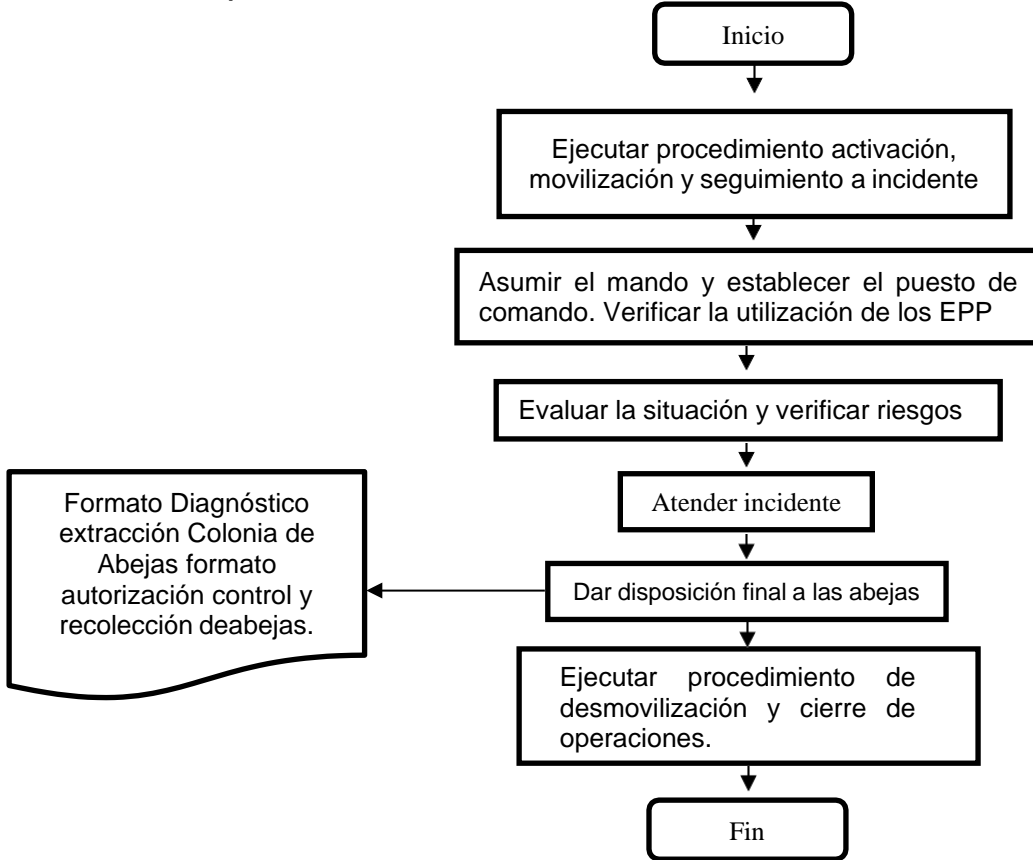 Inicio
Ejecutar procedimiento activación,
movilización y seguimiento a incidente
Asumir el mando y establecer el puesto de
comando. Verificar la utilización de los EPP
Evaluar la situación y verificar riesgos
Atender incidente
Dar disposición final a las abejas
Formato Diagnóstico
extracción Colonia de
Abejas formato
autorización control y
recolección deabejas.
Ejecutar procedimiento de
desmovilización y cierre de
operaciones.
Fin